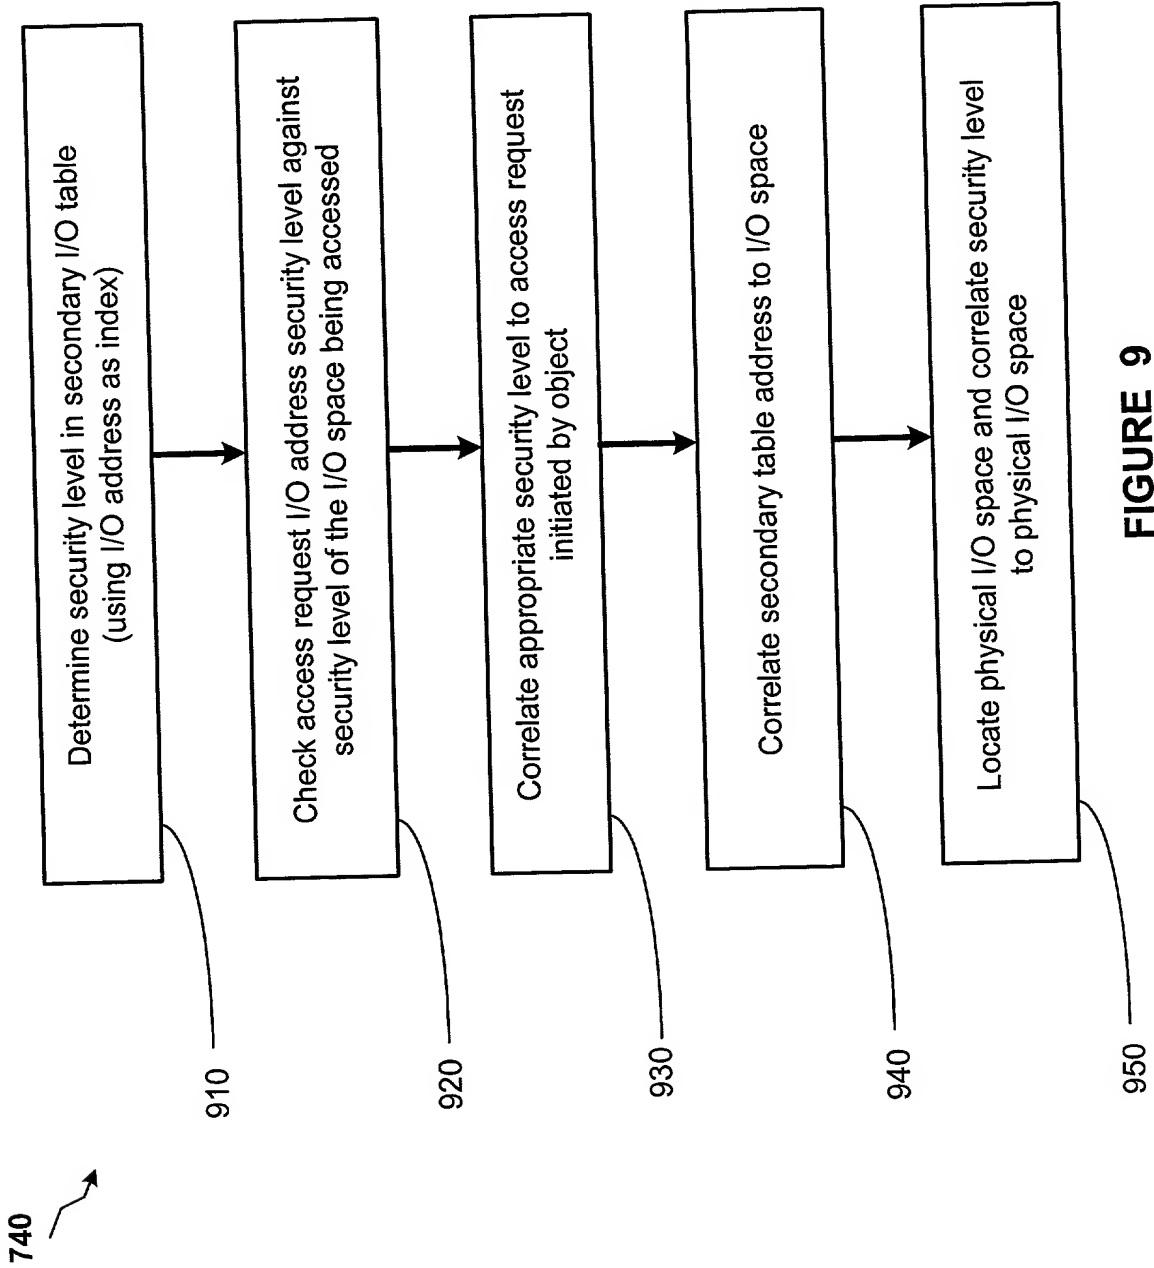 740
910
Determine security level in secondary I/O table
(using I/O address as index)
920
Check access request I/O address security level against
security level of the I/O space being accessed
930
Correlate appropriate security level to access request
initiated by object
940
Correlate secondary table address to I/O space
950
Locate physical I/O space and correlate security level
to physical I/O space
FIGURE 9